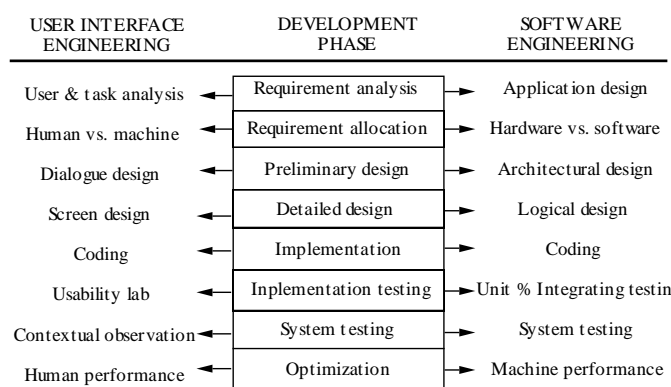 USER INTERFACE ENGINEERING DEVELOPMENT PHASE SOFTWARE ENGINEERING
User & task analysis Requirement analysis Application design
Human vs. machine Requirement allocation Hardware vs. software
Dialogue design Preliminary design Architectural design
Screen design Detailed design Logical design
Coding Implementation Coding
Usability lab Inplementation testing Unit % Integrating testin
Contextual observation System testing System testing
Human performance Optimization Machine performance